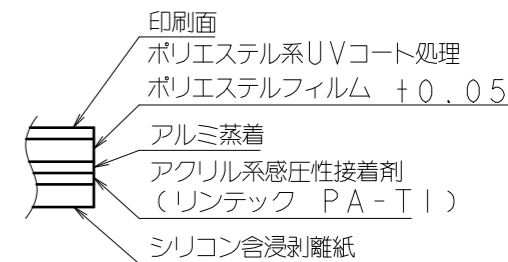 印刷面
ポリエステル系UVコート処理
ポリエステルフィルム t0.05
アルミ蒸着
アクリル系感圧性接着剤
(リンテック PA-T1)
シリコン含浸剥離紙